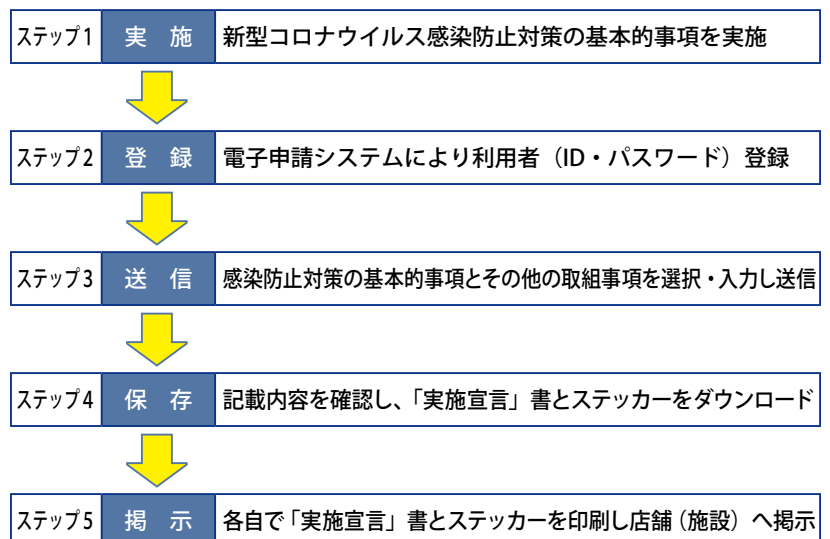 ステップ1 実 施 新型コロナウイルス感染防止対策の基本的事項を実施
ステップ2 登 録 電子申請システムにより利用者（ID・パスワード）登録
ステップ3 送 信 感染防止対策の基本的事項とその他の取組事項を選択・入力し送信
ステップ4 保 存 記載内容を確認し、「実施宣言」書とステッカーをダウンロード
ステップ5 掲 示 各自で「実施宣言」書とステッカーを印刷し店舗（施設）へ掲示